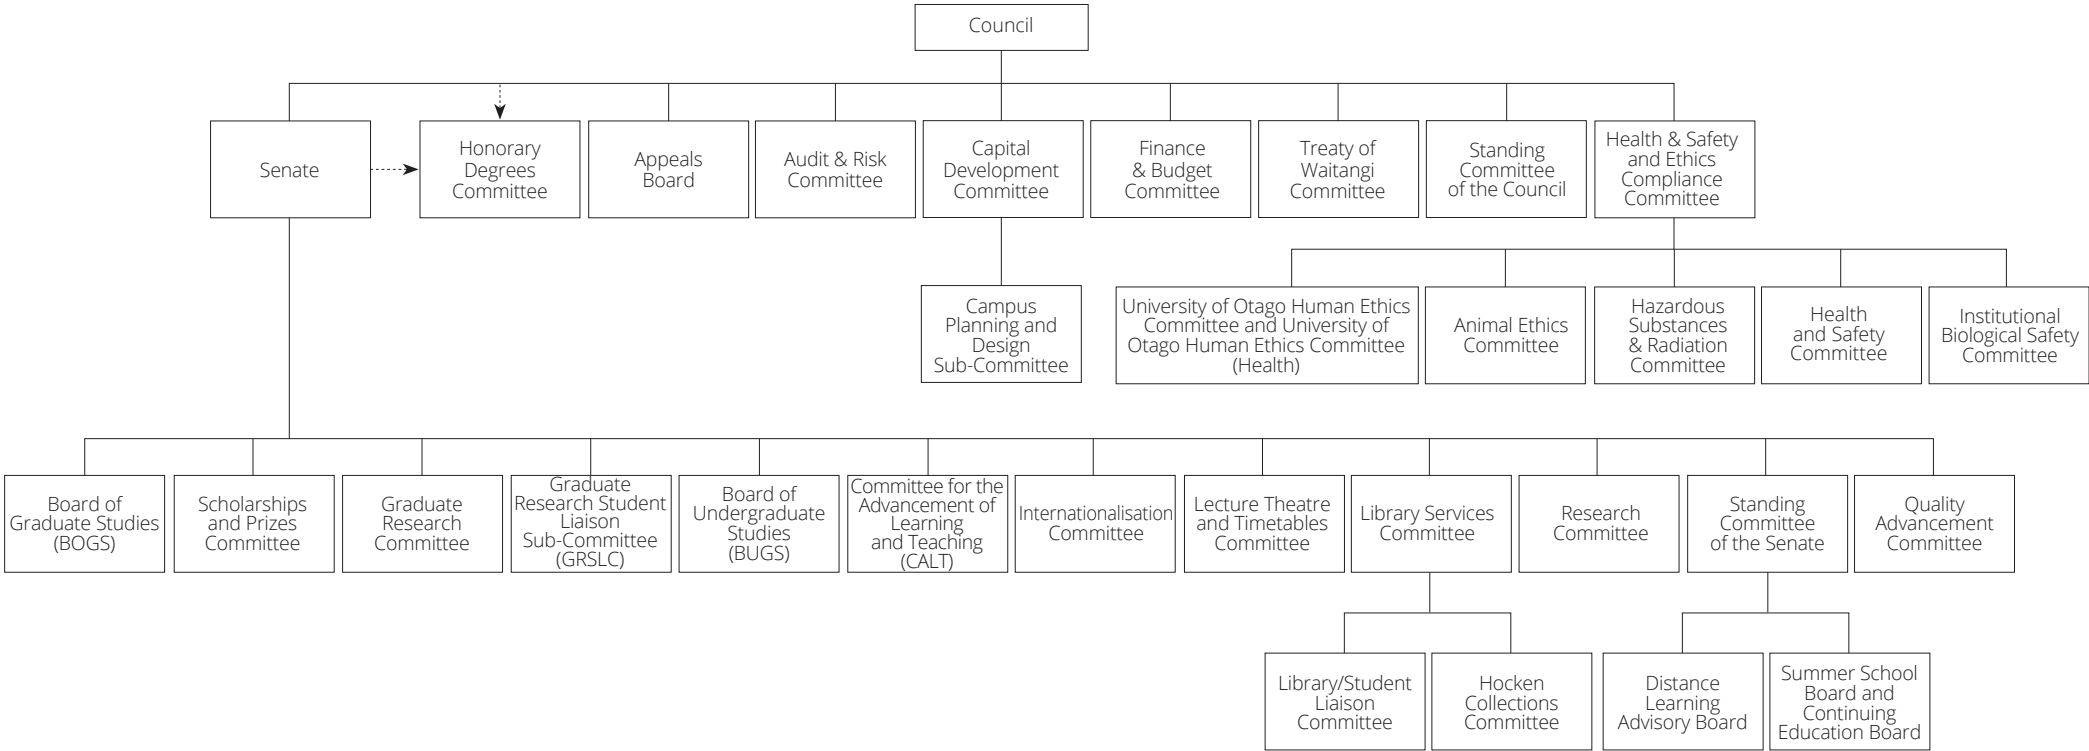 Council
Senate
Honorary
Degrees
Committee
Appeals
Board
Audit & Risk
Committee
Capital
Development
Committee
Finance
& Budget
Committee
Treaty of
Waitangi
Committee
Standing
Committee
of the Council
Health & Safety
and Ethics
Compliance
Committee
Campus
Planning and
Design
Sub-Committee
University of Otago Human Ethics
Committee and University of
Otago Human Ethics Committee
(Health)
Animal Ethics
Committee
Hazardous
Substances
& Radiation
Committee
Health
and Safety
Committee
Institutional
Biological Safety
Committee
Board of
Graduate Studies
(BOGS)
Scholarships
and Prizes
Committee
Graduate
Research
Committee
Graduate
Research Student
Liaison
Sub-Committee
(GRSLC)
Board of
Undergraduate
Studies
(BUGS)
Committee for the
Advancement of
Learning
and Teaching
(CALT)
Internationalisation
Committee
Lecture Theatre
and Timetables
Committee
Library Services
Committee
Research
Committee
Standing
Committee
of the Senate
Quality
Advancement
Committee
Library/Student
Liaison
Committee
Hocken
Collections
Committee
Distance
Learning
Advisory Board
Summer School
Board and
Continuing
Education Board